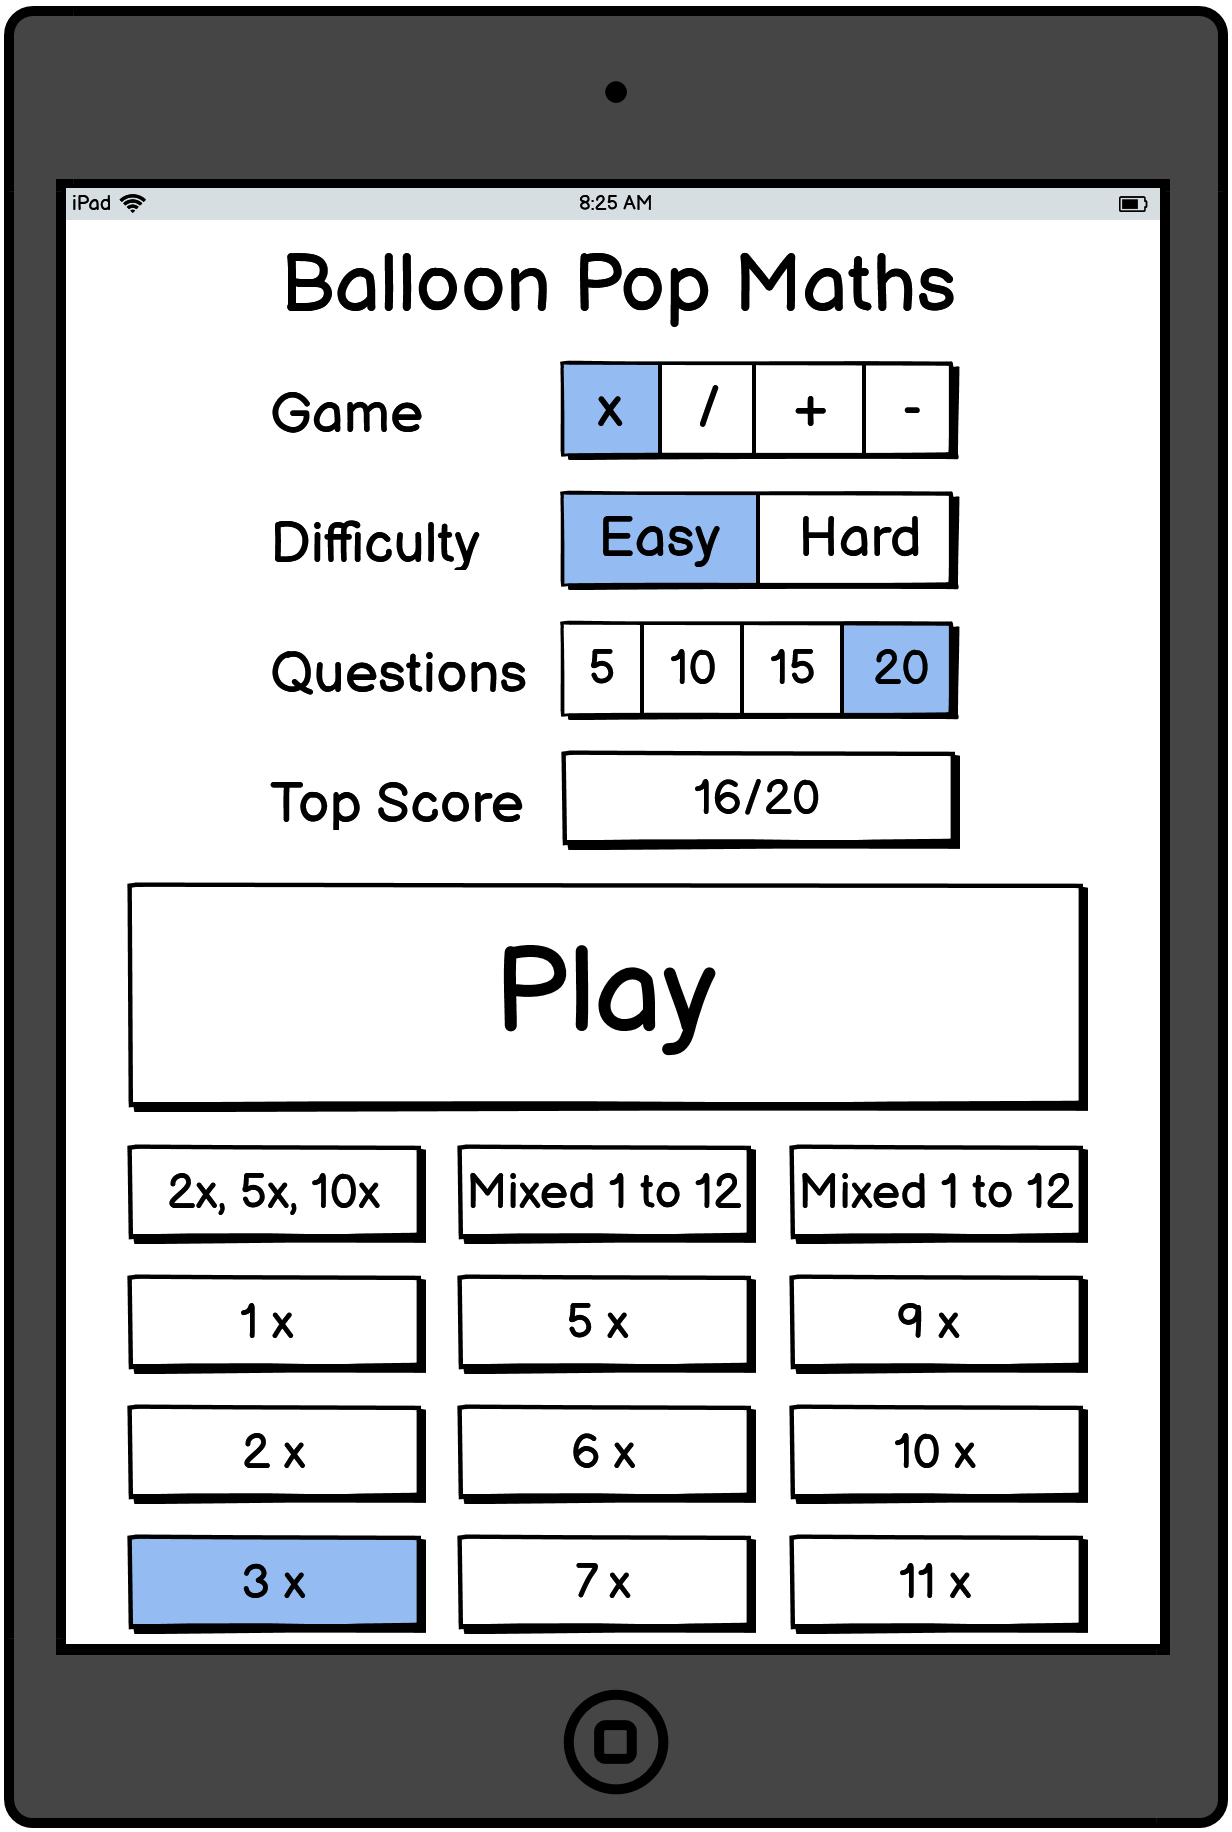 iPad 8:25 AM
Balloon Pop Maths
Game x / + -
Difficulty Easy Hard
Questions 5 10 15 20
Top Score 16/20
Play
2x, 5x, 10x Mixed 1 to 12 Mixed 1 to 12
1 x 5 x 9 x
2 x 6 x 10 x
3 x 7 x 11 x